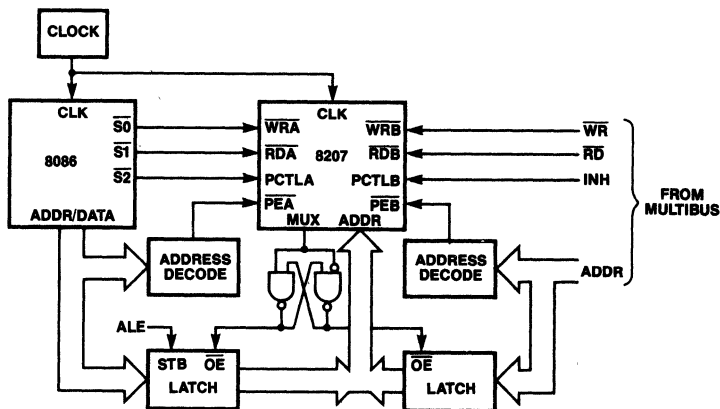 CLOCK
CLK
S0
S1
S2
8086
ADDR/DATA
CLK
WRA
RDA
PCTLA
PEA
8207
WRB
RDB
PCTLB
PEB
MUX
ADDR
WR
RD
INH
ADDR
FROM
MULTIBUS
ADDRESS
DECODE
ADDRESS
DECODE
ALE
STB
OE
LATCH
OE
LATCH